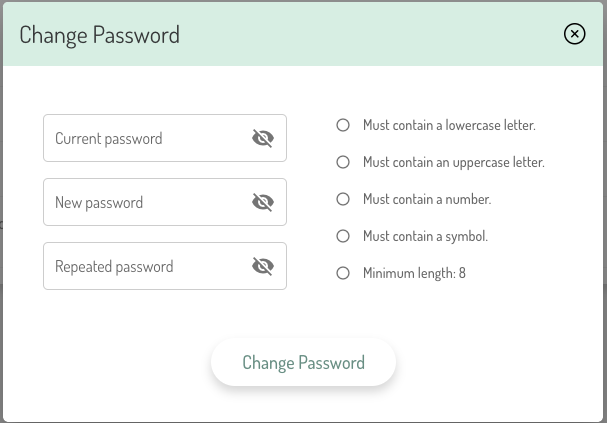 Change Password
Current password
New password
Repeated password
Must contain a lowercase letter.
Must contain an uppercase letter.
Must contain a number.
Must contain a symbol.
Minimum length: 8
Change Password